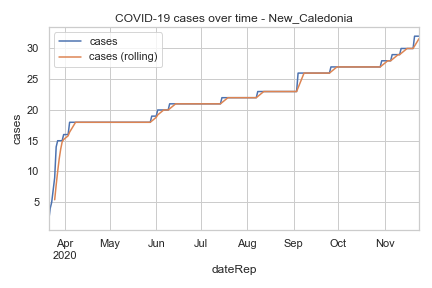 COVID-19 cases over time - New_Caledonia
cases
cases (rolling)
cases
30
25
20
15
10
5
Apr
2020
May
Jun
Jul
Aug
Sep
Oct
Nov
dateRep